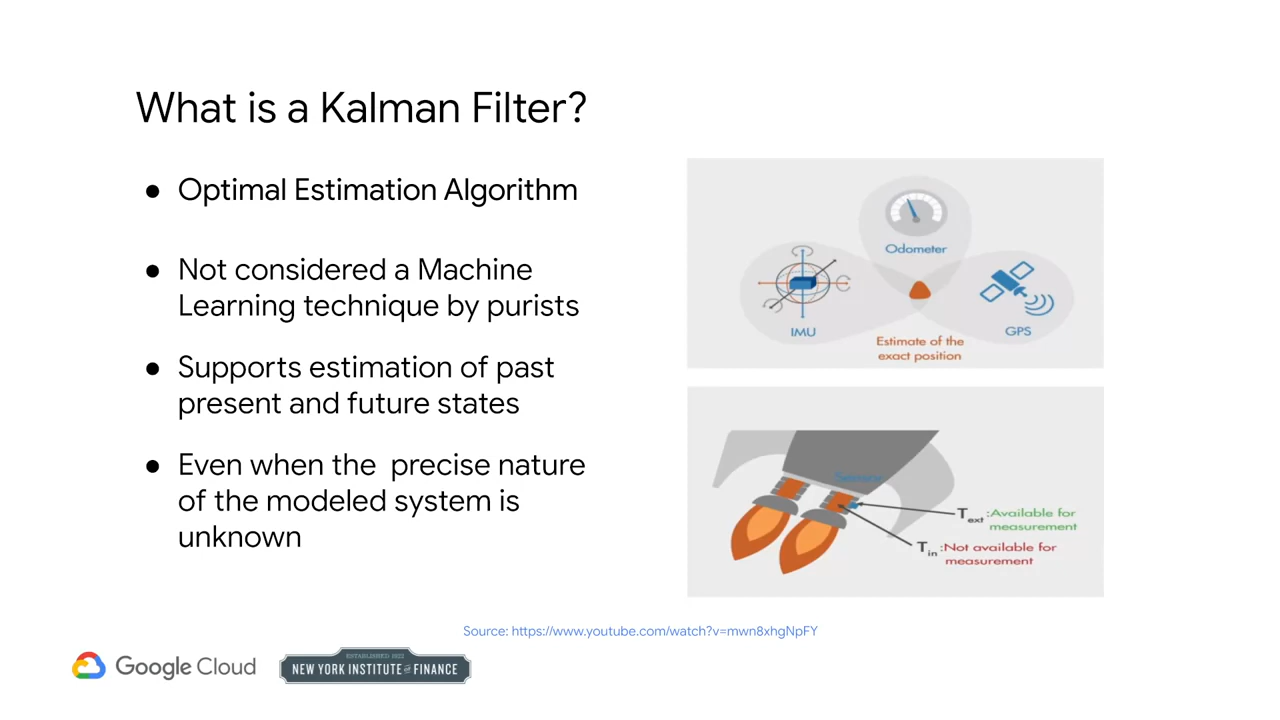 What is a Kalman Filter?
● Optimal Estimation Algorithm
● Not considered a Machine
Learning technique by purists
● Supports estimation of past
present and future states
● Even when the  precise nature
of the modeled system is
unknown
Odometer
IMU
GPS
Estimate of the
exact position
Sensor
Text :Available for
measurement
Tin :Not available for
measurement
Source: https://www.youtube.com/watch?v=mwn8xhgNpFY
Google Cloud
ESTABLISHED 1922
NEW YORK INSTITUTE OF FINANCE